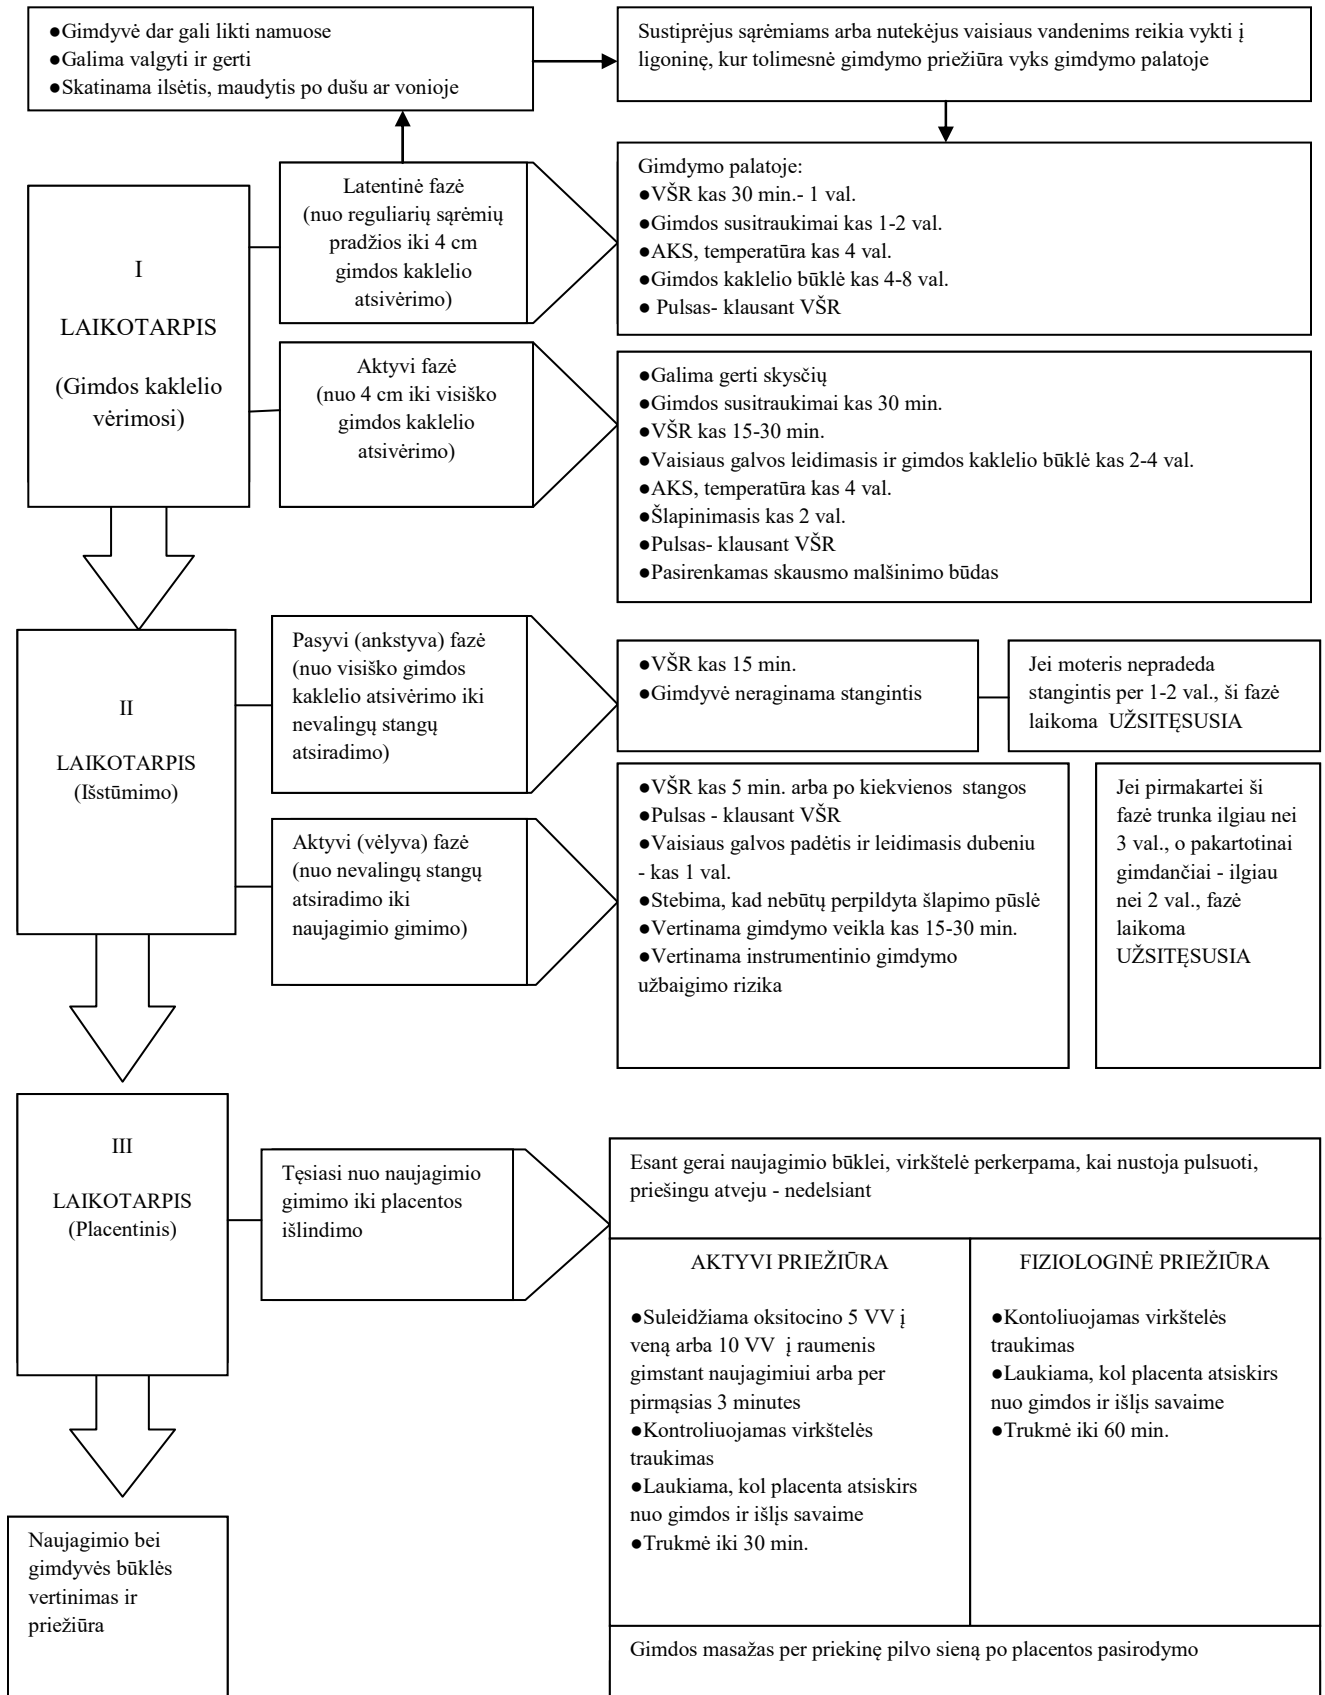 ●Gimdyvė dar gali likti namuose
●Galima valgyti ir gerti
●Skatinama ilsėtis, maudytis po dušu ar vonioje
Sustiprėjus sąrėmiams arba nutekėjus vaisiaus vandenims reikia vykti į
ligoninę, kur tolimesnė gimdymo priežiūra vyks gimdymo palatoje
I
LAIKOTARPIS
(Gimdos kaklelio
vėrimosi)
Latentinė fazė
(nuo reguliarių sąrėmių
pradžios iki 4 cm
gimdos kaklelio
atsivėrimo)
Gimdymo palatoje:
●VŠR kas 30 min.- 1 val.
●Gimdos susitraukimai kas 1-2 val.
●AKS, temperatūra kas 4 val.
●Gimdos kaklelio būklė kas 4-8 val.
● Pulsas- klausant VŠR
Aktyvi fazė
(nuo 4 cm iki visiško
gimdos kaklelio
atsivėrimo)
●Galima gerti skysčių
●Gimdos susitraukimai kas 30 min.
●VŠR kas 15-30 min.
●Vaisiaus galvos leidimasis ir gimdos kaklelio būklė kas 2-4 val.
●AKS, temperatūra kas 4 val.
●Šlapinimasis kas 2 val.
●Pulsas- klausant VŠR
●Pasirenkamas skausmo malšinimo būdas
II
LAIKOTARPIS
(Išstūmimo)
Pasyvi (ankstyva) fazė
(nuo visiško gimdos
kaklelio atsivėrimo iki
nevalingų stangų
atsiradimo)
●VŠR kas 15 min.
●Gimdyvė neraginama stangintis
Jei moteris nepradeda
stangintis per 1-2 val., ši fazė
laikoma UŽSITĘSUSIA
Aktyvi (vėlyva) fazė
(nuo nevalingų stangų
atsiradimo iki
naujagimio gimimo)
●VŠR kas 5 min. arba po kiekvienos stangos
●Pulsas - klausant VŠR
●Vaisiaus galvos padėtis ir leidimasis dubeniu
- kas 1 val.
●Stebima, kad nebūtų perpildyta šlapimo pūslė
●Vertinama gimdymo veikla kas 15-30 min.
●Vertinama instrumentinio gimdymo
užbaigimo rizika
Jei pirmakartei ši
fazė trunka ilgiau nei
3 val., o pakartotinai
gimdančiai - ilgiau
nei 2 val., fazė
laikoma
UŽSITĘSUSIA
III
LAIKOTARPIS
(Placentinis)
Tęsiasi nuo naujagimio
gimimo iki placentos
išlindimo
Esant gerai naujagimio būklei, virkštelė perkerpama, kai nustoja pulsuoti,
priešingu atveju - nedelsiant
AKTYVI PRIEŽIŪRA
●Suleidžiama oksitocino 5 VV į
veną arba 10 VV į raumenis
gimstant naujagimiui arba per
pirmąsias 3 minutes
●Kontroliuojamas virkštelės
traukimas
●Laukiama, kol placenta atsiskirs
nuo gimdos ir išlįs savaime
●Trukmė iki 30 min.
FIZIOLOGINĖ PRIEŽIŪRA
●Kontoliuojamas virkštelės
traukimas
●Laukiama, kol placenta atsiskirs
nuo gimdos ir išlįs savaime
●Trukmė iki 60 min.
Gimdos masažas per priekinę pilvo sieną po placentos pasirodymo
Naujagimio bei
gimdyvės būklės
vertinimas ir
priežiūra